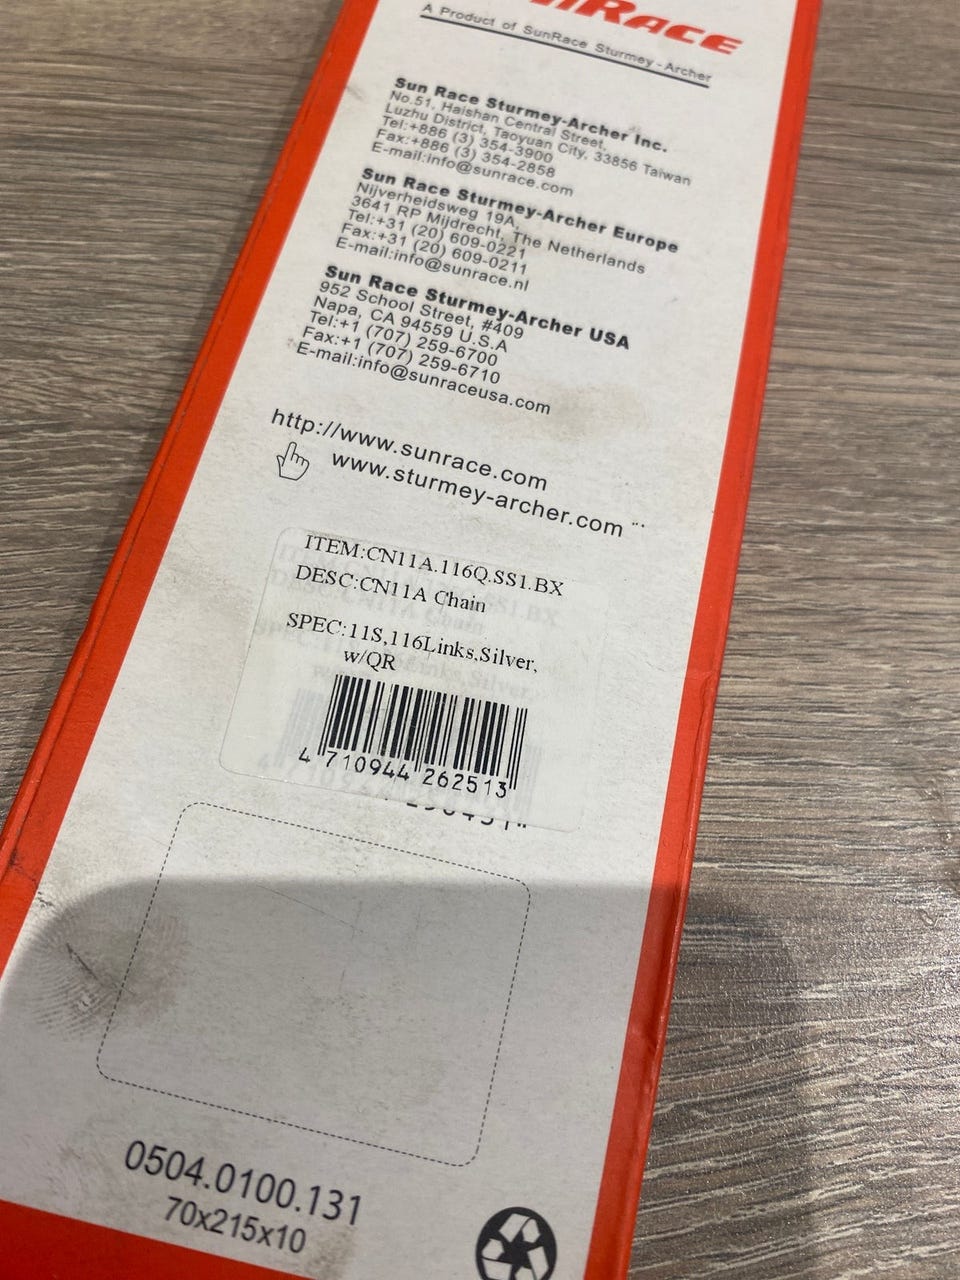 RACE
A Product of SunRace Sturmey-Archer
Sun Race Sturmey-Archer Inc.
No.51, Haishan Central Street,
Luzhu District, Taoyuan City, 33856 Taiwan
Tel:+886 (3) 354-3900
Fax:+886 (3) 354-2858
E-mail:info@sunrace.com
Sun Race Sturmey-Archer Europe
Nijverheidsweg 19A,
3641 RP Mijdrecht, The Netherlands
Tel:+31 (20) 609-0221
Fax:+31 (20) 609-0211
E-mail:info@sunrace.nl
Sun Race Sturmey-Archer USA
952 School Street, #409
Napa, CA 94559 U.S.A
Tel:+1 (707) 259-6700
Fax:+1 (707) 259-6710
E-mail:info@sunraceusa.com
http://www.sunrace.com
www.sturmey-archer.com
ITEM:CN11A.116Q.SS1.BX
DESC:CN11A Chain
SPEC:11S,116Links,Silver,
w/QR
4 710944 262513
0504.0100.131
70x215x10